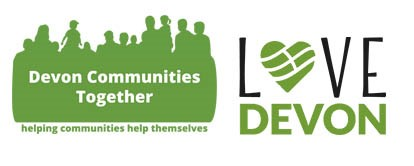 Devon Communities
Together
helping communities help themselves
LOVE
DEVON